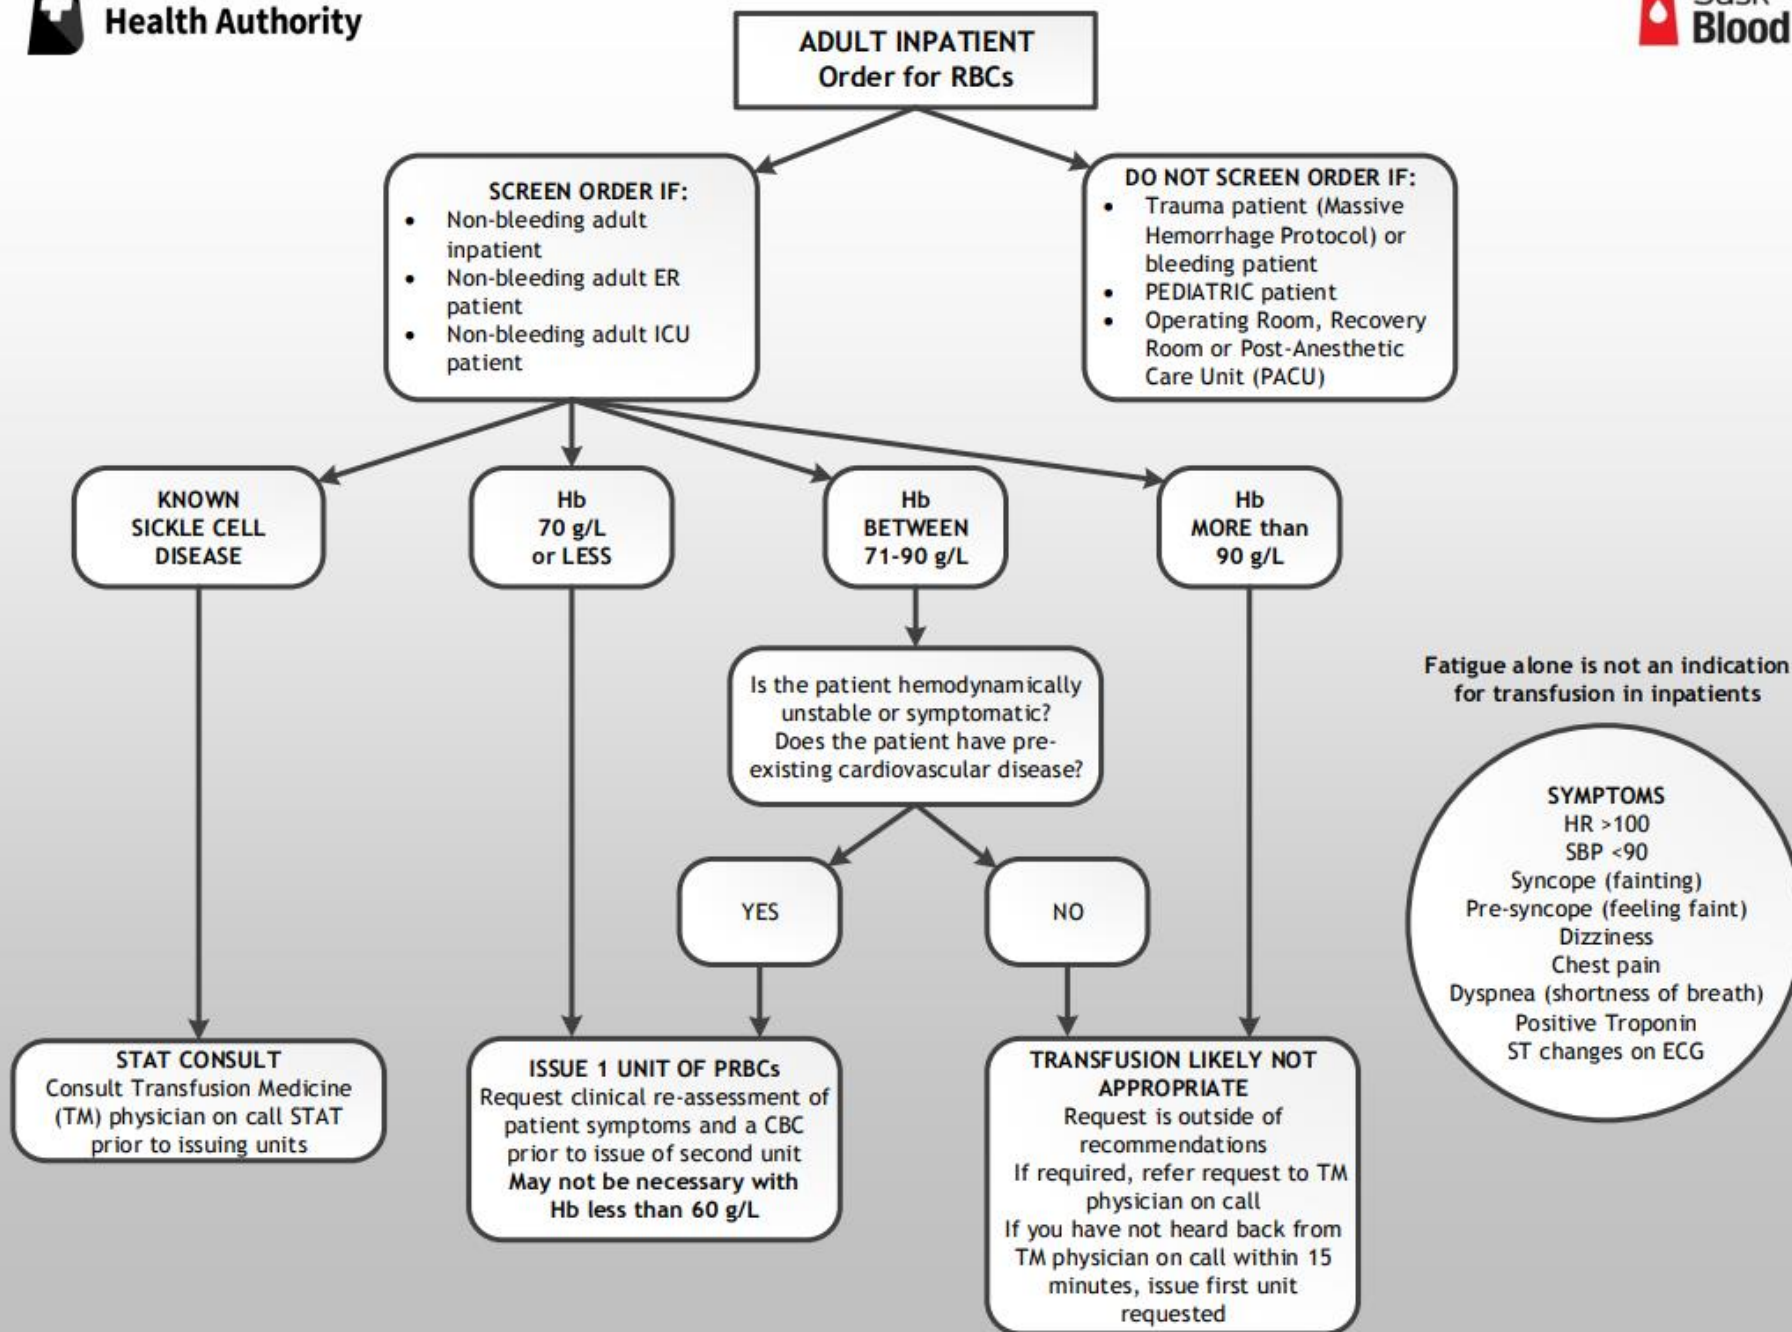 Health Authority
Blood
ADULT INPATIENT
Order for RBCs
SCREEN ORDER IF:
• Non-bleeding adult
inpatient
• Non-bleeding adult ER
patient
• Non-bleeding adult ICU
patient
DO NOT SCREEN ORDER IF:
• Trauma patient (Massive
Hemorrhage Protocol) or
bleeding patient
• PEDIATRIC patient
• Operating Room, Recovery
Room or Post-Anesthetic
Care Unit (PACU)
KNOWN
SICKLE CELL
DISEASE
Hb
70 g/L
or LESS
Hb
BETWEEN
71-90 g/L
Hb
MORE than
90 g/L
Is the patient hemodynamically
unstable or symptomatic?
Does the patient have pre-
existing cardiovascular disease?
YES
NO
Fatigue alone is not an indication
for transfusion in inpatients
SYMPTOMS
HR >100
SBP <90
Syncope (fainting)
Pre-syncope (feeling faint)
Dizziness
Chest pain
Dyspnea (shortness of breath)
Positive Troponin
ST changes on ECG
STAT CONSULT
Consult Transfusion Medicine
(TM) physician on call STAT
prior to issuing units
ISSUE 1 UNIT OF PRBCs
Request clinical re-assessment of
patient symptoms and a CBC
prior to issue of second unit
May not be necessary with
Hb less than 60 g/L
TRANSFUSION LIKELY NOT
APPROPRIATE
Request is outside of
recommendations
If required, refer request to TM
physician on call
If you have not heard back from
TM physician on call within 15
minutes, issue first unit
requested